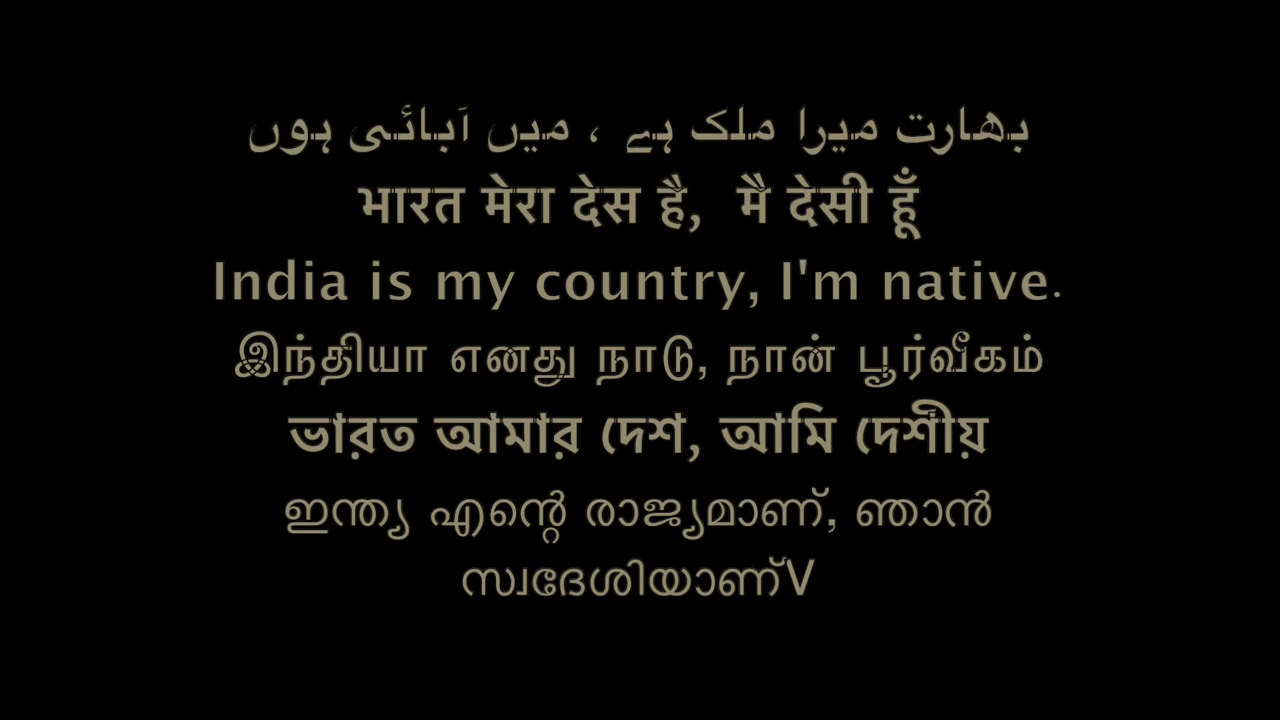 بھارت میرا ملک ہے ، میں آبائی ہوں
भारत मेरा देस है, मै देसी हूँ
India is my country, I'm native.
இந்தியா எனது நாடு, நான் பூர்வீகம்
ভারত আমার দেশ, আমি দেশীয়
ഇന്ത്യ എന്റെ രാജ്യമാണ്, ഞാൻ
സ്വദേശിയാണ്V